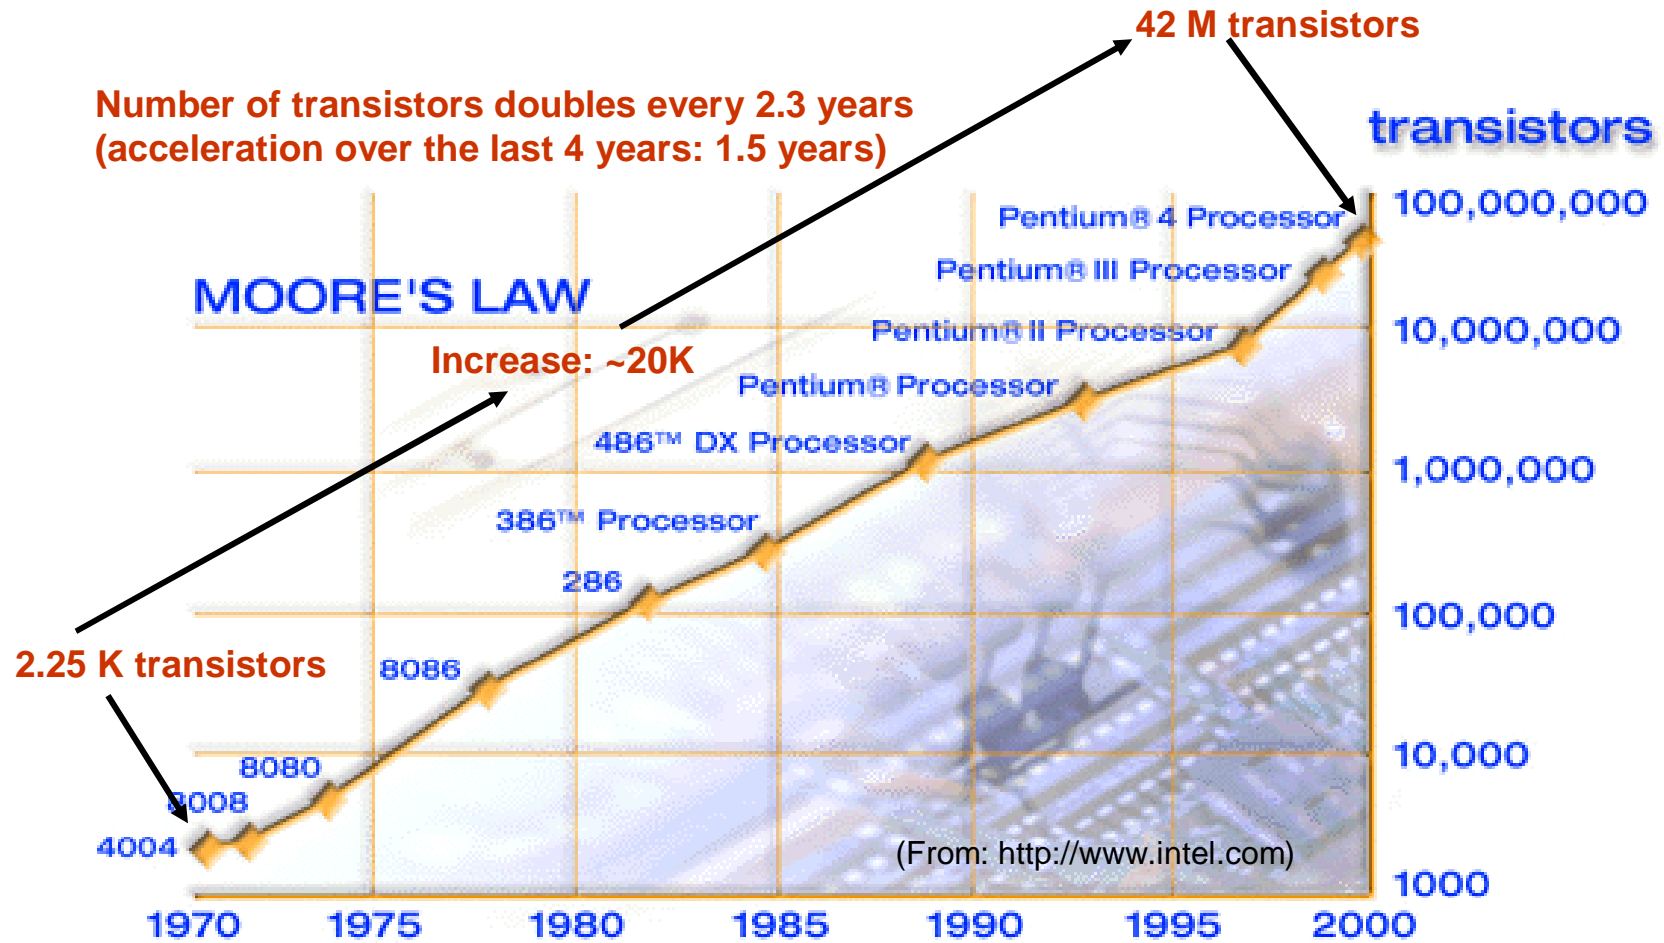 42 M transistors
Number of transistors doubles every 2.3 years
(acceleration over the last 4 years: 1.5 years)
transistors
100,000,000
Pentium® 4 Processor
Pentium® III Processor
MOORE'S LAW
10,000,000
Pentium® II Processor
Increase: ~20K
Pentium® Processor
486™ DX Processor
1,000,000
386™ Processor
286
100,000
2.25 K transistors
8086
10,000
8080
8008
4004
(From: http://www.intel.com)
1000
1970 1975 1980 1985 1990 1995 2000